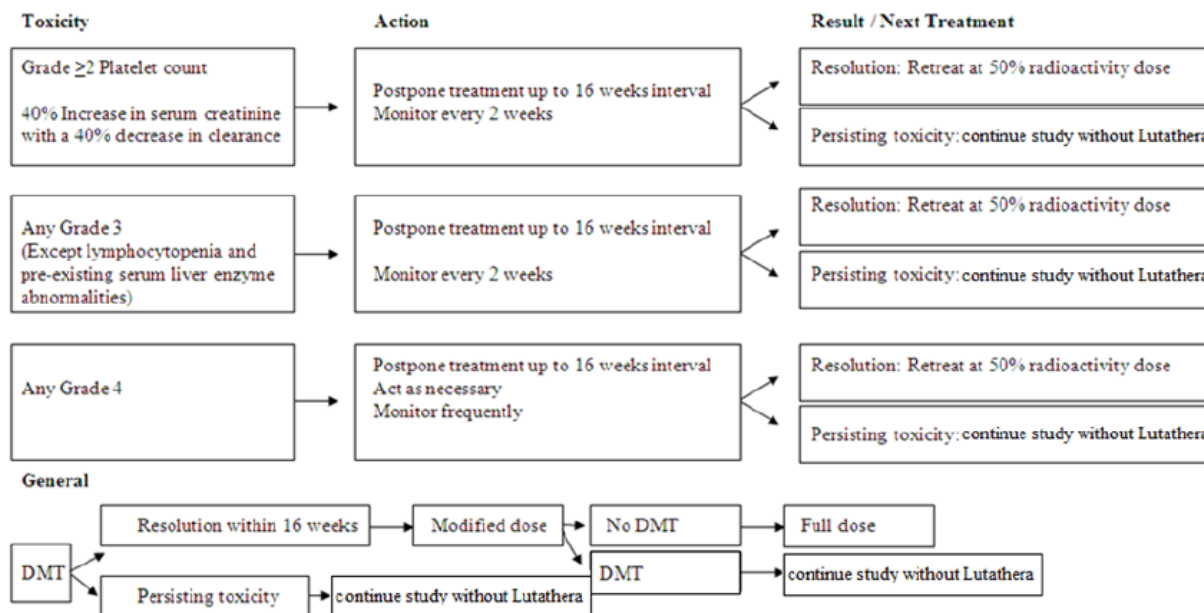 Toxicity
Action
Result / Next Treatment
Grade ≥2 Platelet count
40% Increase in serum creatinine
with a 40% decrease in clearance
Postpone treatment up to 16 weeks interval
Monitor every 2 weeks
Resolution: Retreat at 50% radioactivity dose
Persisting toxicity: continue study without Lutathera
Any Grade 3
(Except lymphocytopenia and
pre-existing serum liver enzyme
abnormalities)
Postpone treatment up to 16 weeks interval
Monitor every 2 weeks
Resolution: Retreat at 50% radioactivity dose
Persisting toxicity: continue study without Lutathera
Any Grade 4
Postpone treatment up to 16 weeks interval
Act as necessary
Monitor frequently
Resolution: Retreat at 50% radioactivity dose
Persisting toxicity: continue study without Lutathera
General
DMT
Resolution within 16 weeks
Modified dose
No DMT
Full dose
DMT
continue study without Lutathera
Persisting toxicity
continue study without Lutathera